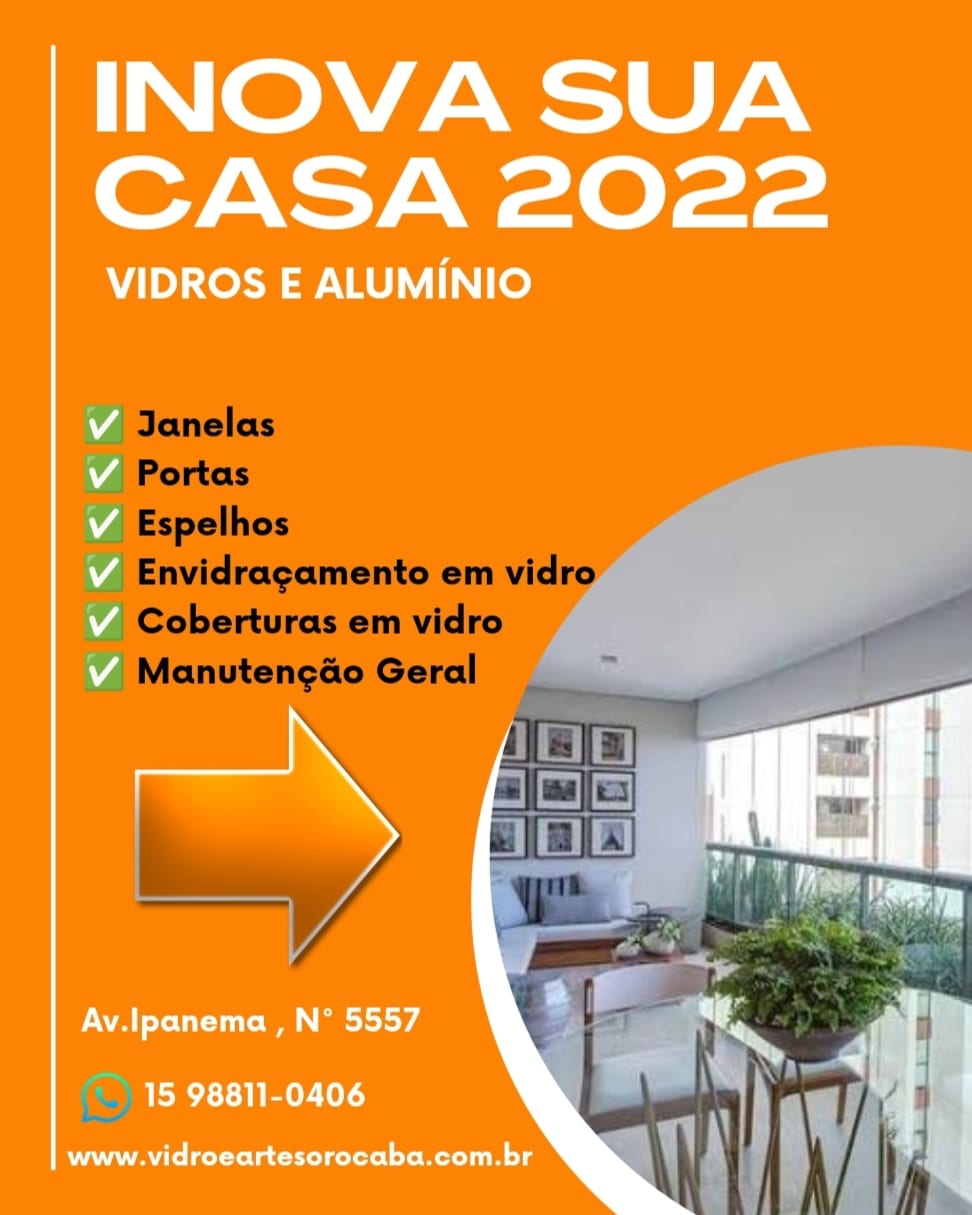 INOVA SUA
CASA 2022
VIDROS E ALUMÍNIO
✅ Janelas
✅ Portas
✅ Espelhos
✅ Envidraçamento em vidro
✅ Coberturas em vidro
✅ Manutenção Geral
Av.Ipanema , N° 5557
15 98811-0406
www.vidroeartesorocaba.com.br